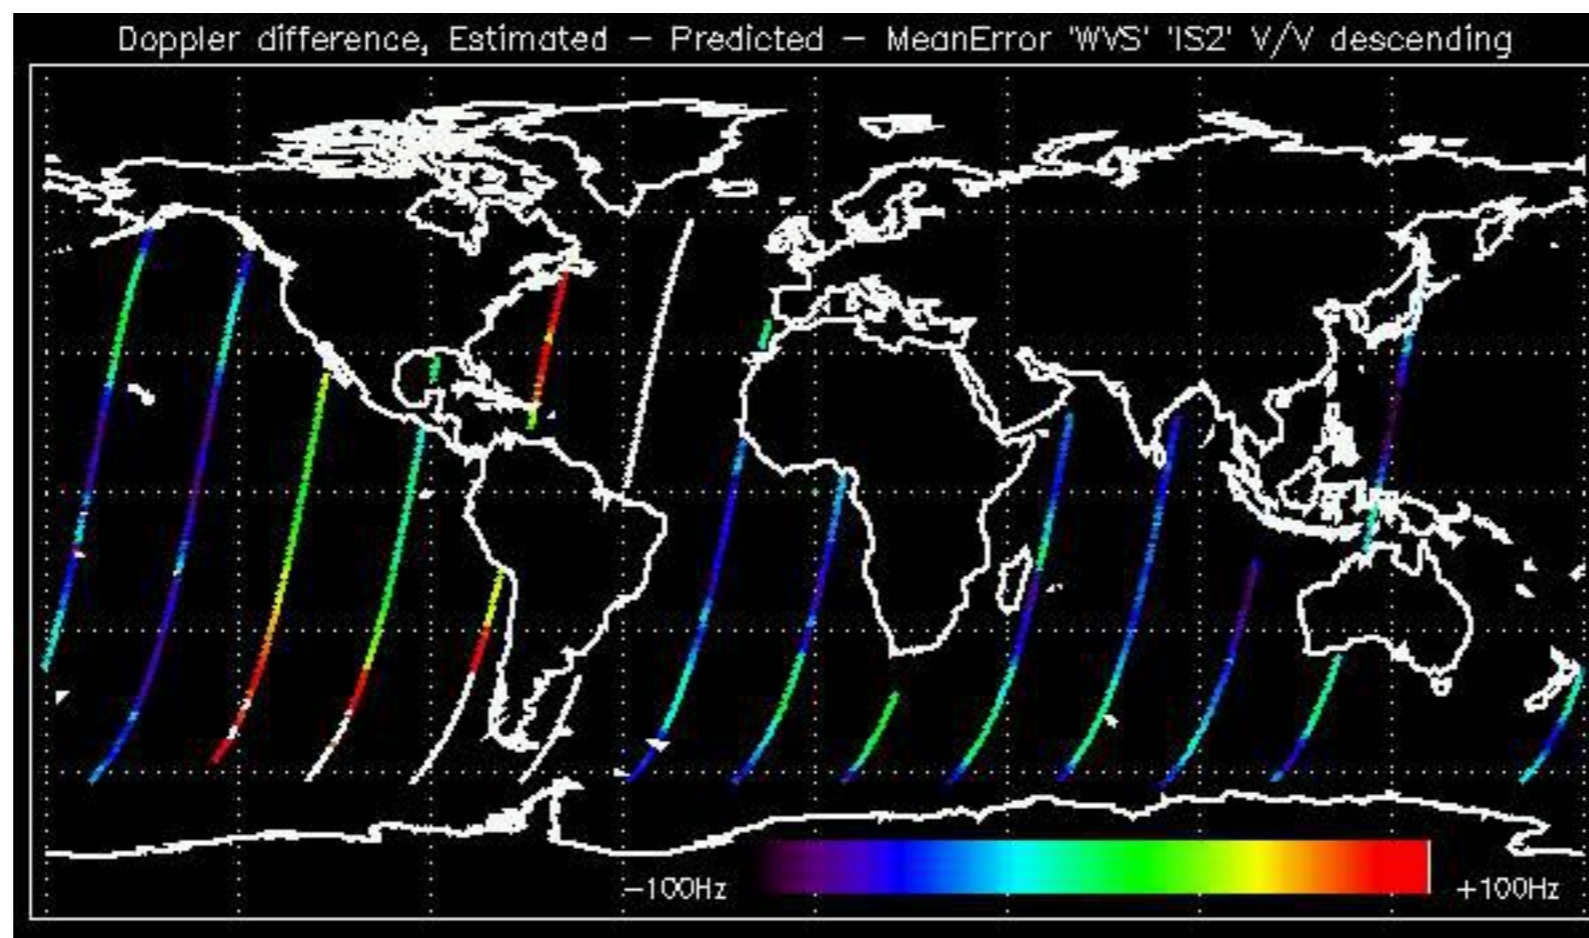 Doppler difference, Estimated – Predicted – MeanError 'WVS' 'IS2' V/V descending
–100Hz
+100Hz